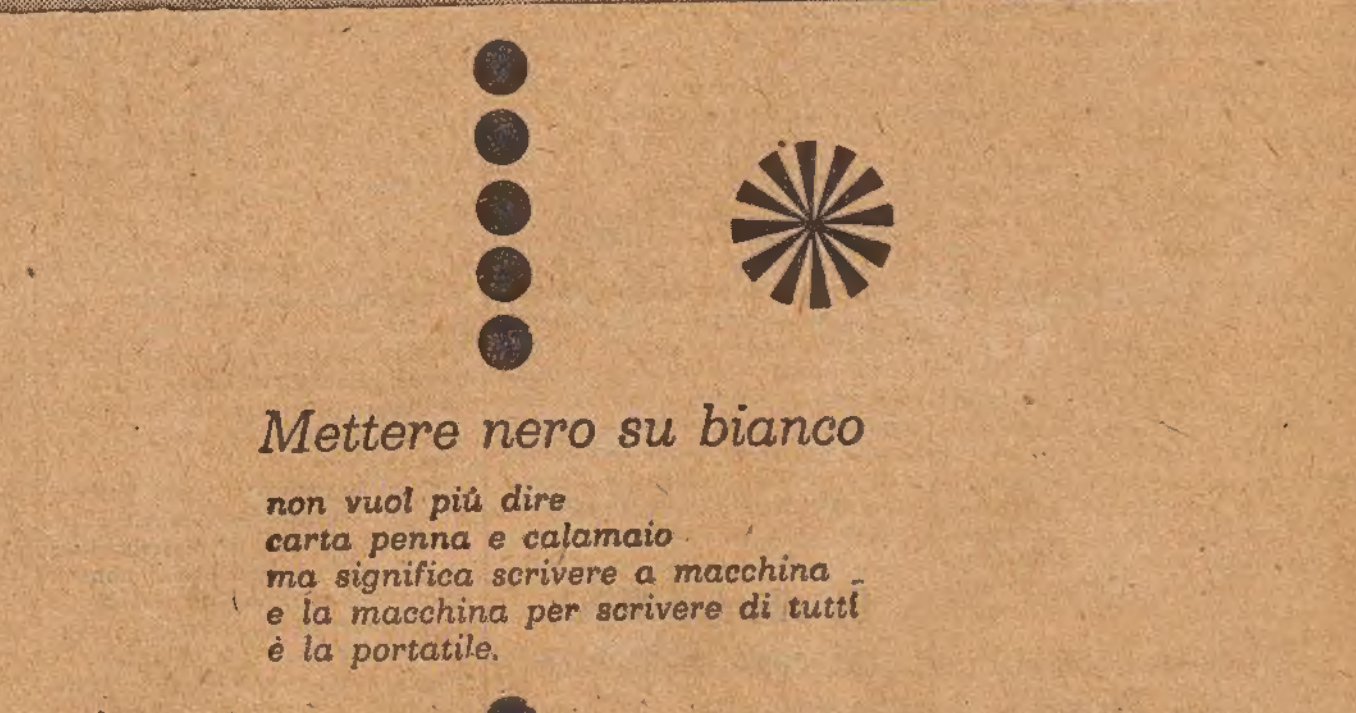 Mettere nero su bianco
non vuol più dire
carta penna e calamaio
ma significa scrivere a macchina
e la macchina per scrivere di tutti
è la portatile.